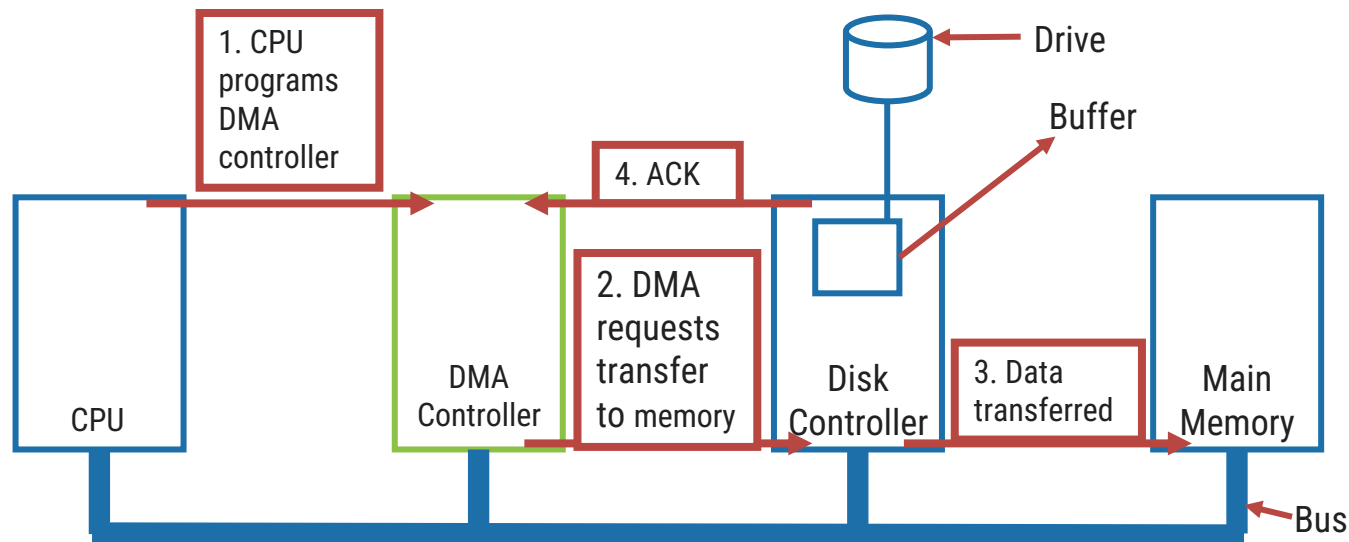 1. CPU
programs
DMA
controller
Drive
Buffer
4. ACK
2. DMA
requests
transfer
to memory
3. Data
transferred
CPU
DMA
Controller
Disk
Controller
Main
Memory
Bus